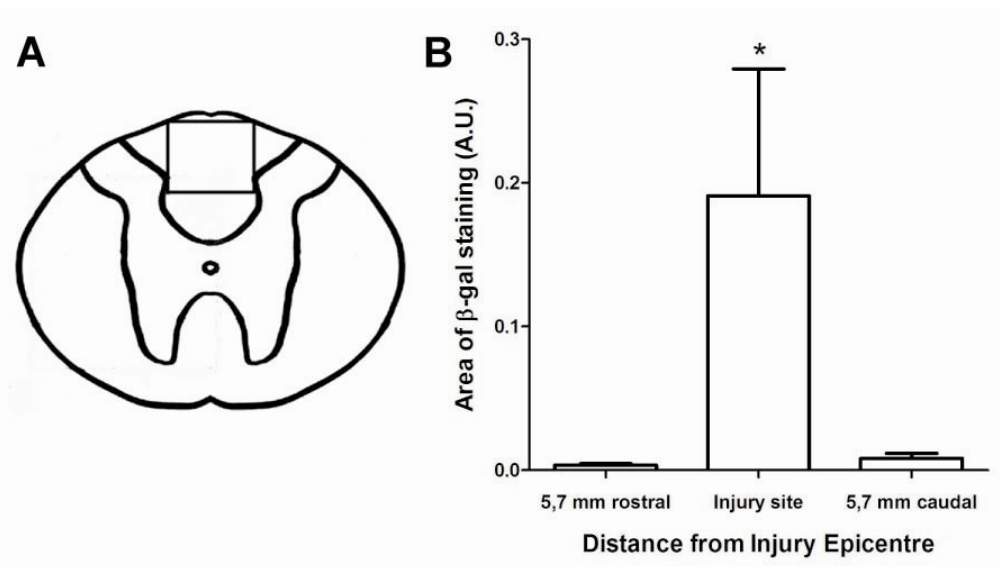 A
B
Area of β-gal staining (A.U.)
0.3
0.2
0.1
0.0
*
5,7 mm rostral
Injury site
5,7 mm caudal
Distance from Injury Epicentre